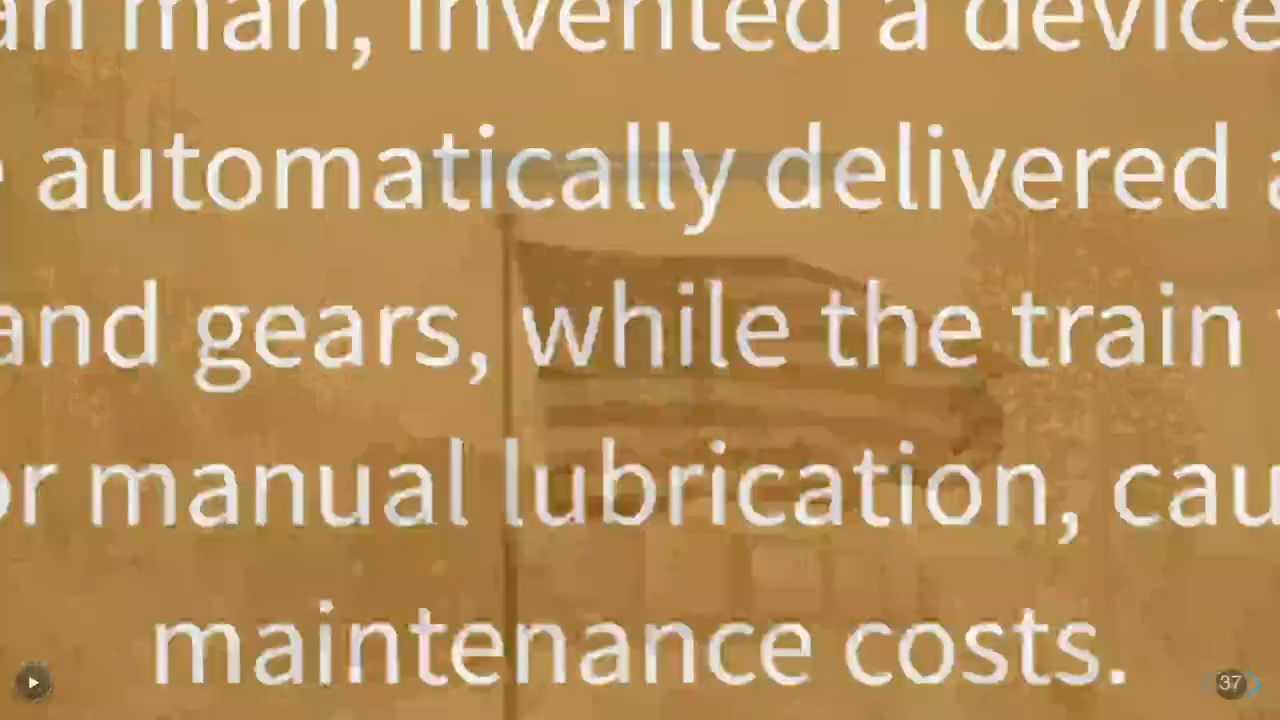 an man, invented a device
automatically delivered a
and gears, while the train
or manual lubrication, cau
maintenance costs.
37